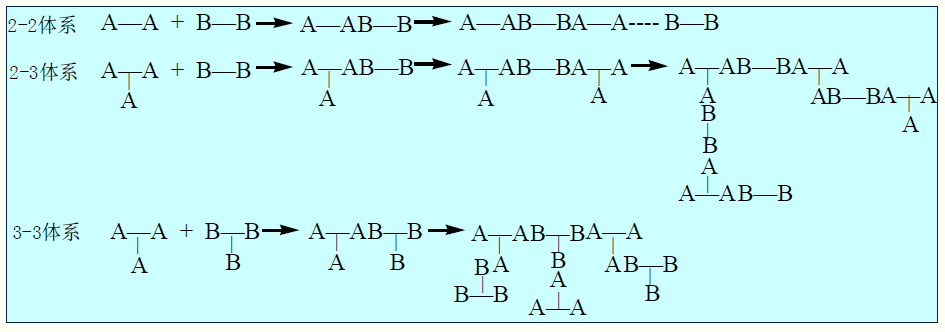 2-2体系 A—A + B—B → A—AB—B → A—AB—BA—A ---- B—B
2-3体系 A—A + B—B → A—AB—B → A—AB—BA—A → A—AB—BA—A
A A A A A AB—BA—A
B A
B
A
A—AB—B
3-3体系 A—A + B—B → A—AB—B → A—AB—BA—A
A B A B A B AB—B
B A B
B—B A—A